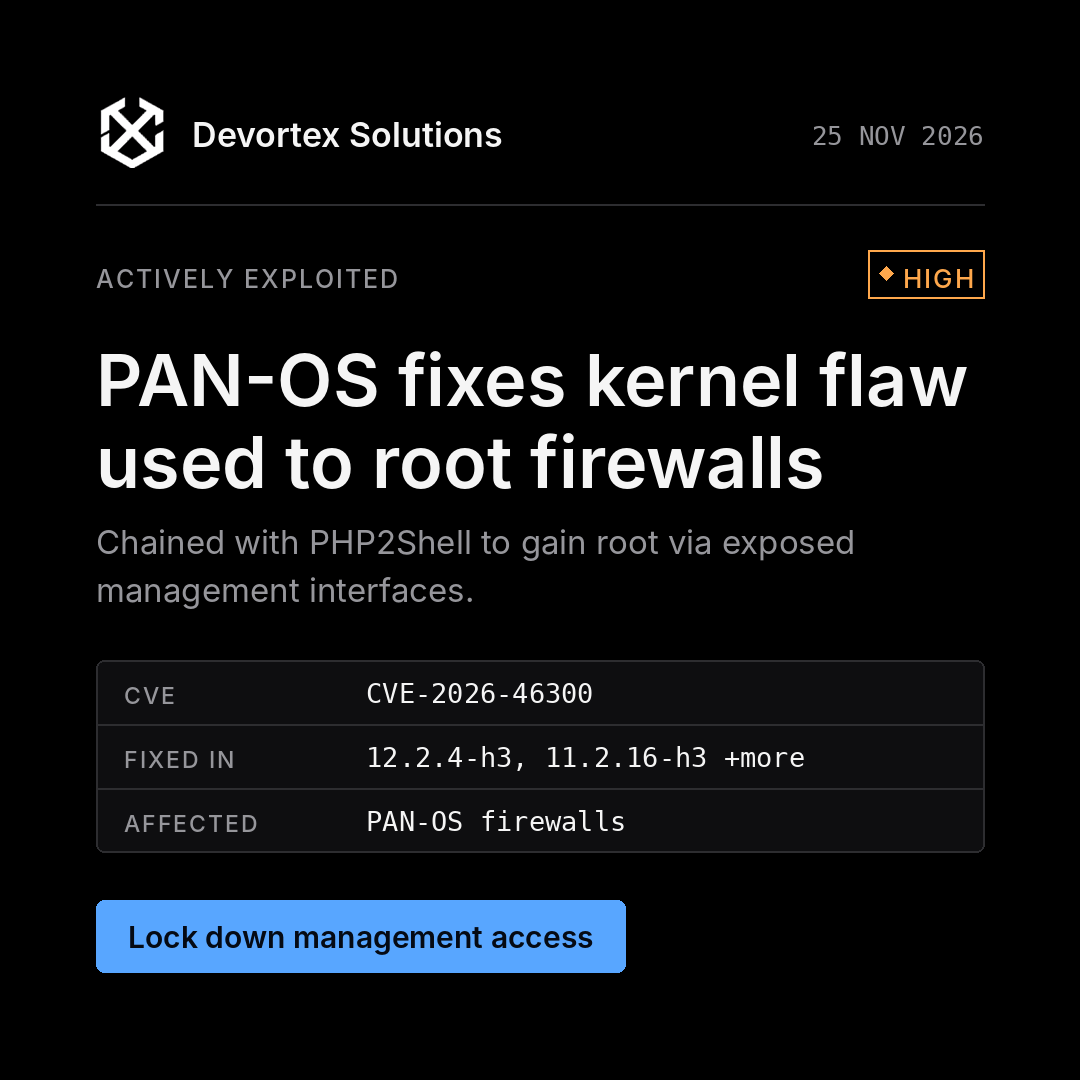 Devortex Solutions
25 NOV 2026
ACTIVELY EXPLOITED
HIGH
PAN-OS fixes kernel flaw
used to root firewalls
Chained with PHP2Shell to gain root via exposed
management interfaces.
CVE CVE-2026-46300
FIXED IN 12.2.4-h3, 11.2.16-h3 +more
AFFECTED PAN-OS firewalls
Lock down management access